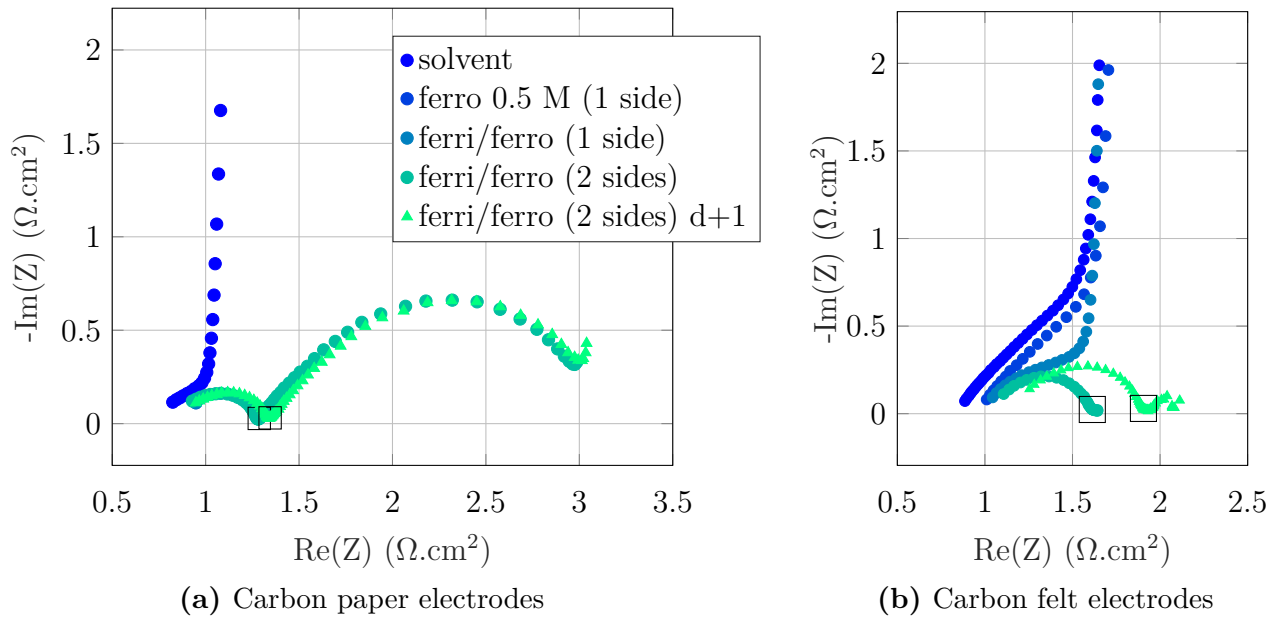 2
1.5
1
0.5
0
-Im(Z) (Ω.cm²)
0.5 1 1.5 2 2.5 3 3.5
Re(Z) (Ω.cm²)
solvent
ferro 0.5 M (1 side)
ferri/ferro (1 side)
ferri/ferro (2 sides)
ferri/ferro (2 sides) d+1
(a) Carbon paper electrodes
2
1.5
1
0.5
0
-Im(Z) (Ω.cm²)
0.5 1 1.5 2 2.5
Re(Z) (Ω.cm²)
(b) Carbon felt electrodes